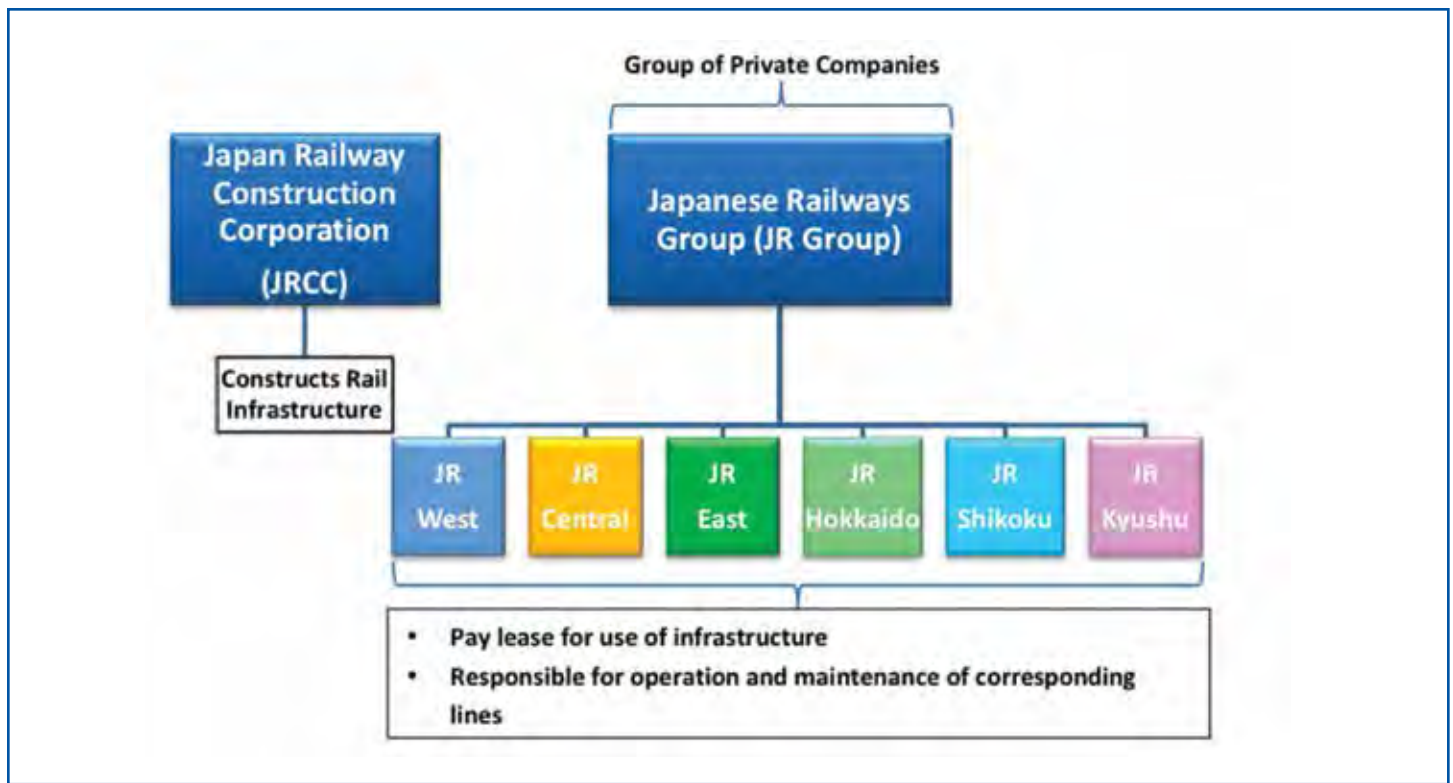 Group of Private Companies
Japan Railway
Construction
Corporation
(JRCC)
Japanese Railways
Group (JR Group)
Constructs Rail
Infrastructure
JR
West
JR
Central
JR
East
JR
Hokkaido
JR
Shikoku
JR
Kyushu
• Pay lease for use of infrastructure
• Responsible for operation and maintenance of corresponding
lines